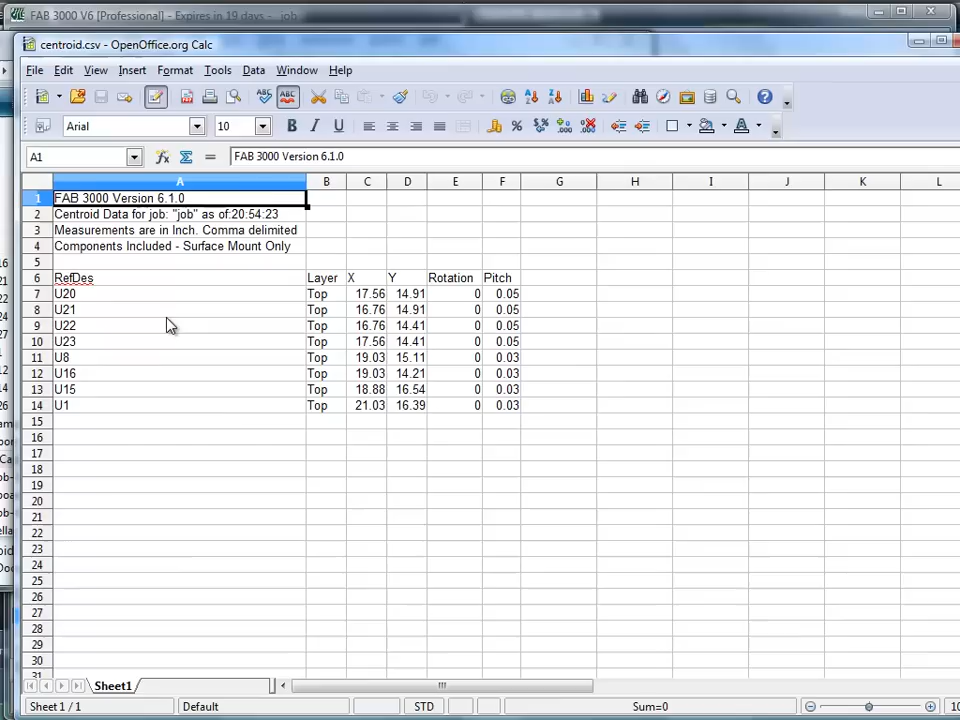 FAB 3000 V6 [Professional] - Expires in 19 days - .job
centroid.csv - OpenOffice.org Calc
File Edit View Insert Format Tools Data Window Help
Arial 10
A1 FAB 3000 Version 6.1.0
A B C D E F G H I J K L
1 FAB 3000 Version 6.1.0
2 Centroid Data for job: "job" as of:20:54:23
3 Measurements are in Inch. Comma delimited
4 Components Included - Surface Mount Only
5
6 RefDes Layer X Y Rotation Pitch
7 U20 Top 17.56 14.91 0 0.05
8 U21 Top 16.76 14.91 0 0.05
9 U22 Top 16.76 14.41 0 0.05
10 U23 Top 17.56 14.41 0 0.05
11 U8 Top 19.03 15.11 0 0.03
12 U16 Top 19.03 14.21 0 0.03
13 U15 Top 18.88 16.54 0 0.03
14 U1 Top 21.03 16.39 0 0.03
15
16
17
18
19
20
21
22
23
24
25
26
27
28
29
30
31
Sheet1
Sheet 1 / 1 Default STD Sum=0